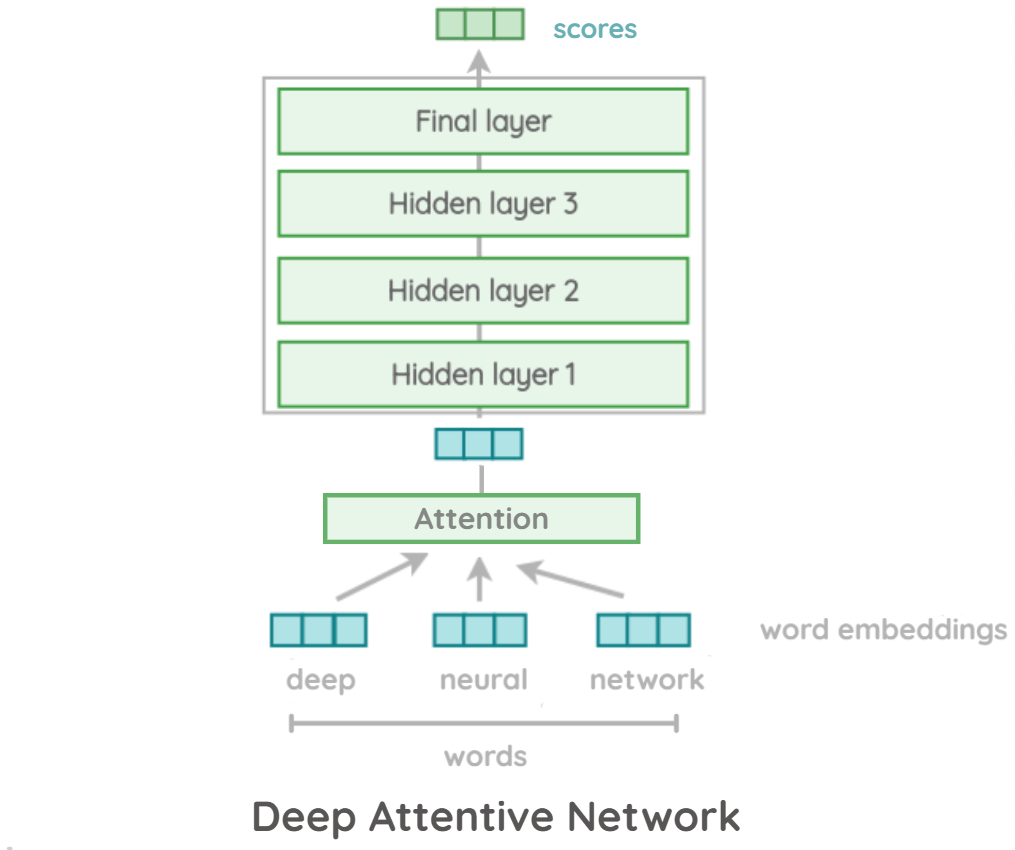 scores
Final layer
Hidden layer 3
Hidden layer 2
Hidden layer 1
Attention
word embeddings
deep neural network
words
Deep Attentive Network